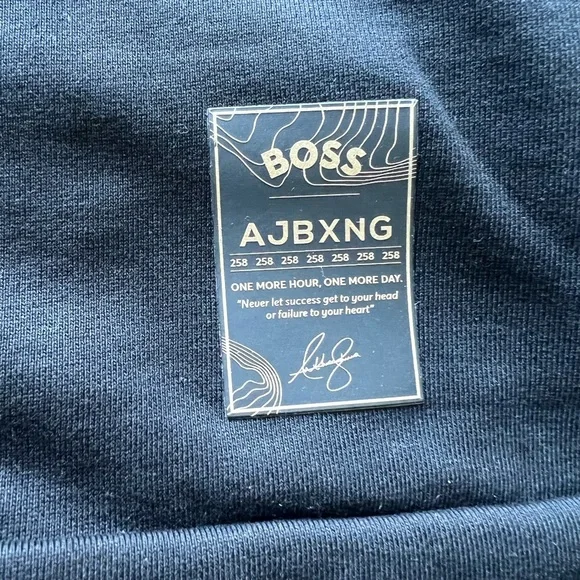 BOSS
AJBXNG
258 258 258 258 258 258 258
ONE MORE HOUR, ONE MORE DAY.
"Never let success get to your head
or failure to your heart"